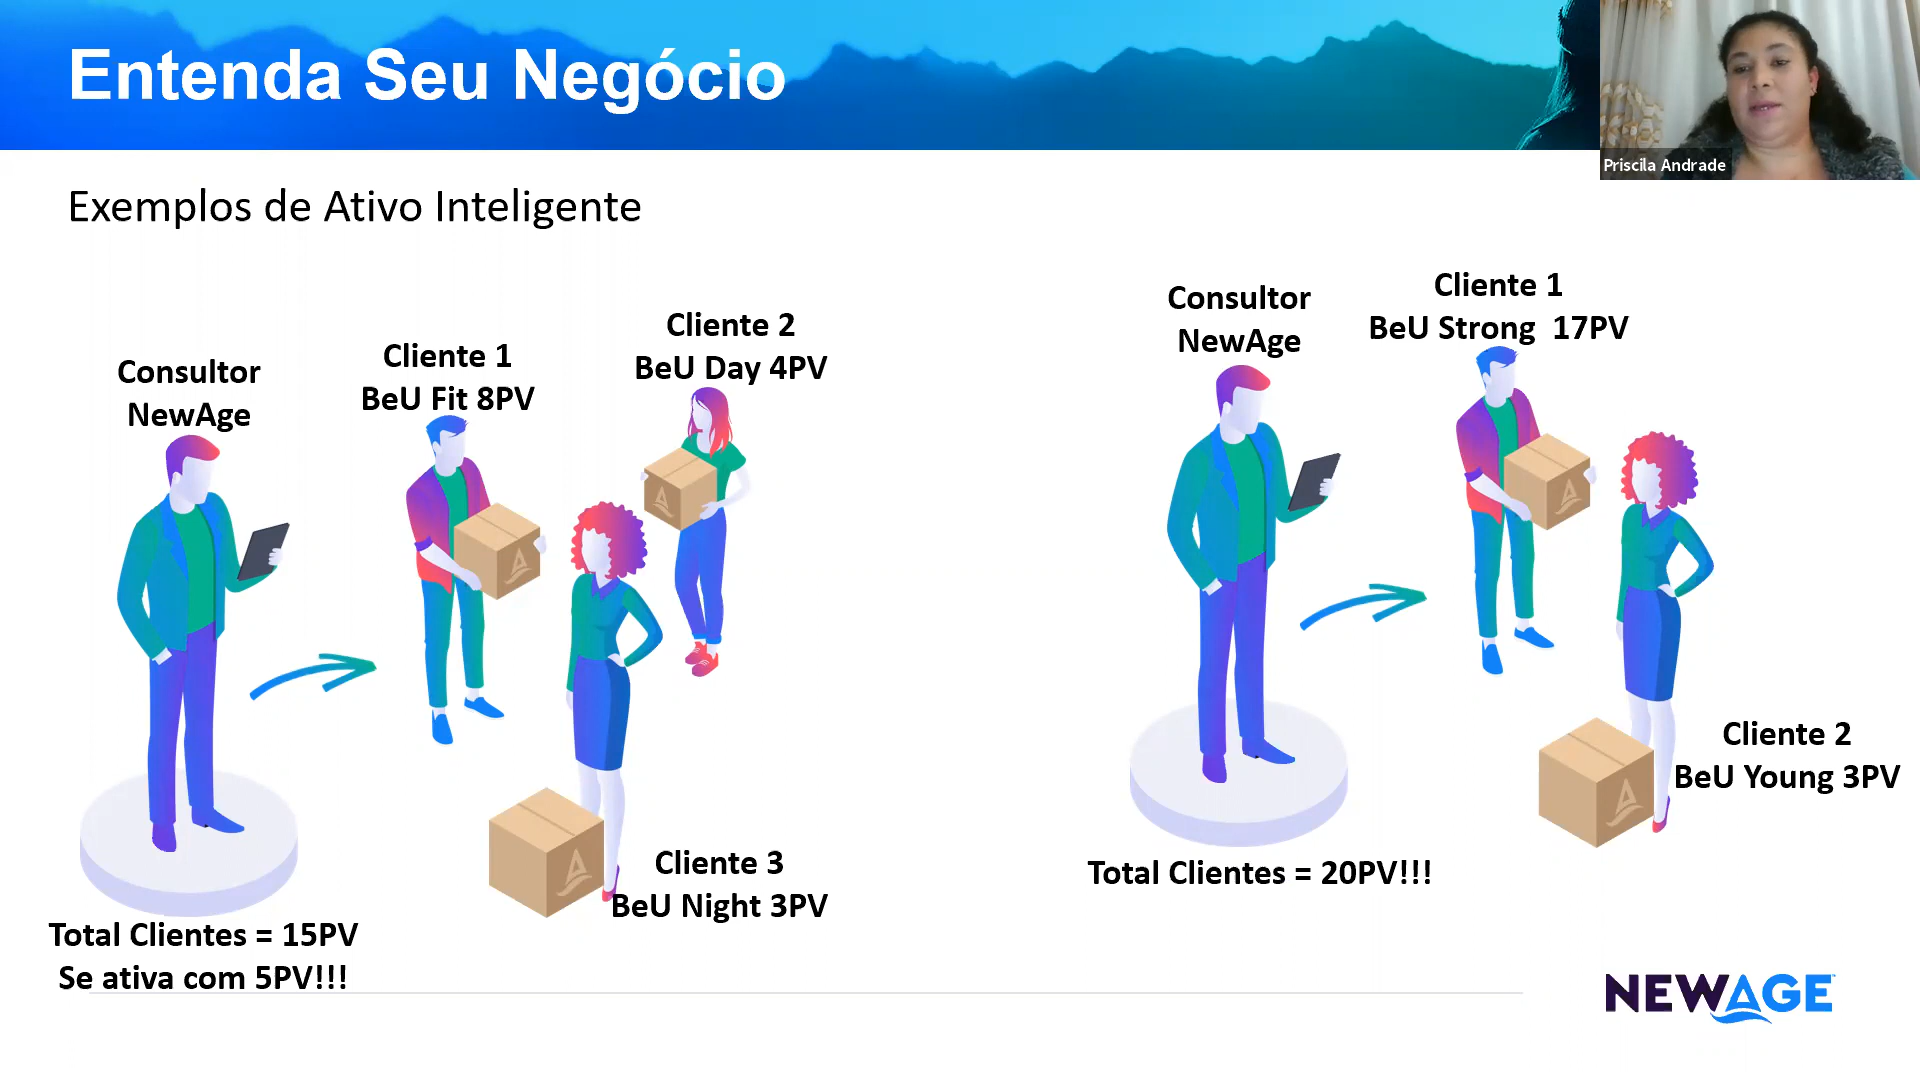 Entenda Seu Negócio
Priscila Andrade
Exemplos de Ativo Inteligente
Consultor
NewAge
Cliente 1
BeU Fit 8PV
Cliente 2
BeU Day 4PV
Cliente 3
BeU Night 3PV
Total Clientes = 15PV
Se ativa com 5PV!!!
Consultor
NewAge
Cliente 1
BeU Strong  17PV
Cliente 2
BeU Young 3PV
Total Clientes = 20PV!!!
NEWAGE